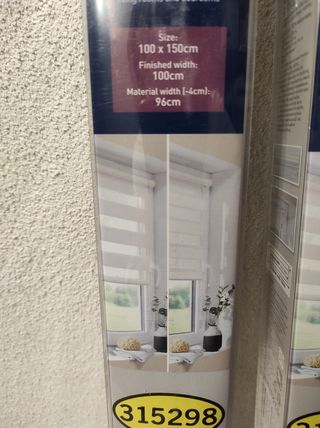 Size:
100 x 150cm
Finished width:
100cm
Material width (-4cm):
96cm
315298